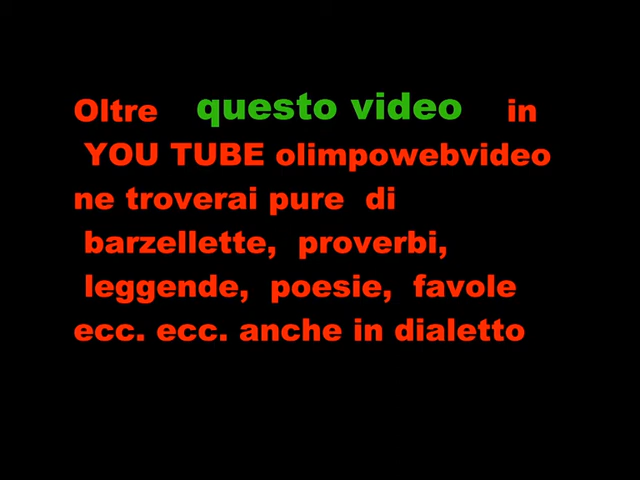 Oltre questo video in
YOU TUBE olimpowebvideo
ne troverai pure di
barzellette, proverbi,
leggende, poesie, favole
ecc. ecc. anche in dialetto